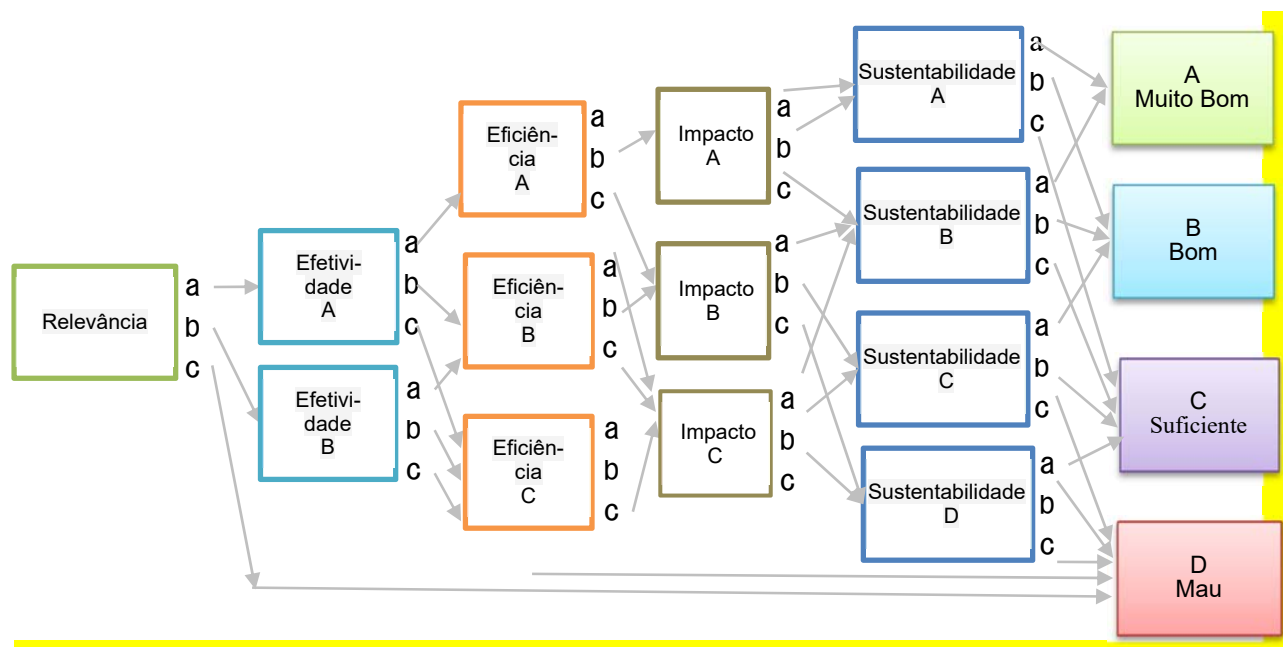 Relevância
a
b
c
Efetivi-
dade
A
a
b
c
Efetivi-
dade
B
a
b
c
Eficiên-
cia
A
a
b
c
Eficiên-
cia
B
a
b
c
Eficiên-
cia
C
a
b
c
Impacto
A
a
b
c
Impacto
B
a
b
c
Impacto
C
a
b
c
Sustentabilidade
A
a
b
c
Sustentabilidade
B
a
b
c
Sustentabilidade
C
a
b
c
Sustentabilidade
D
a
b
c
A
Muito Bom
B
Bom
C
Suficiente
D
Mau